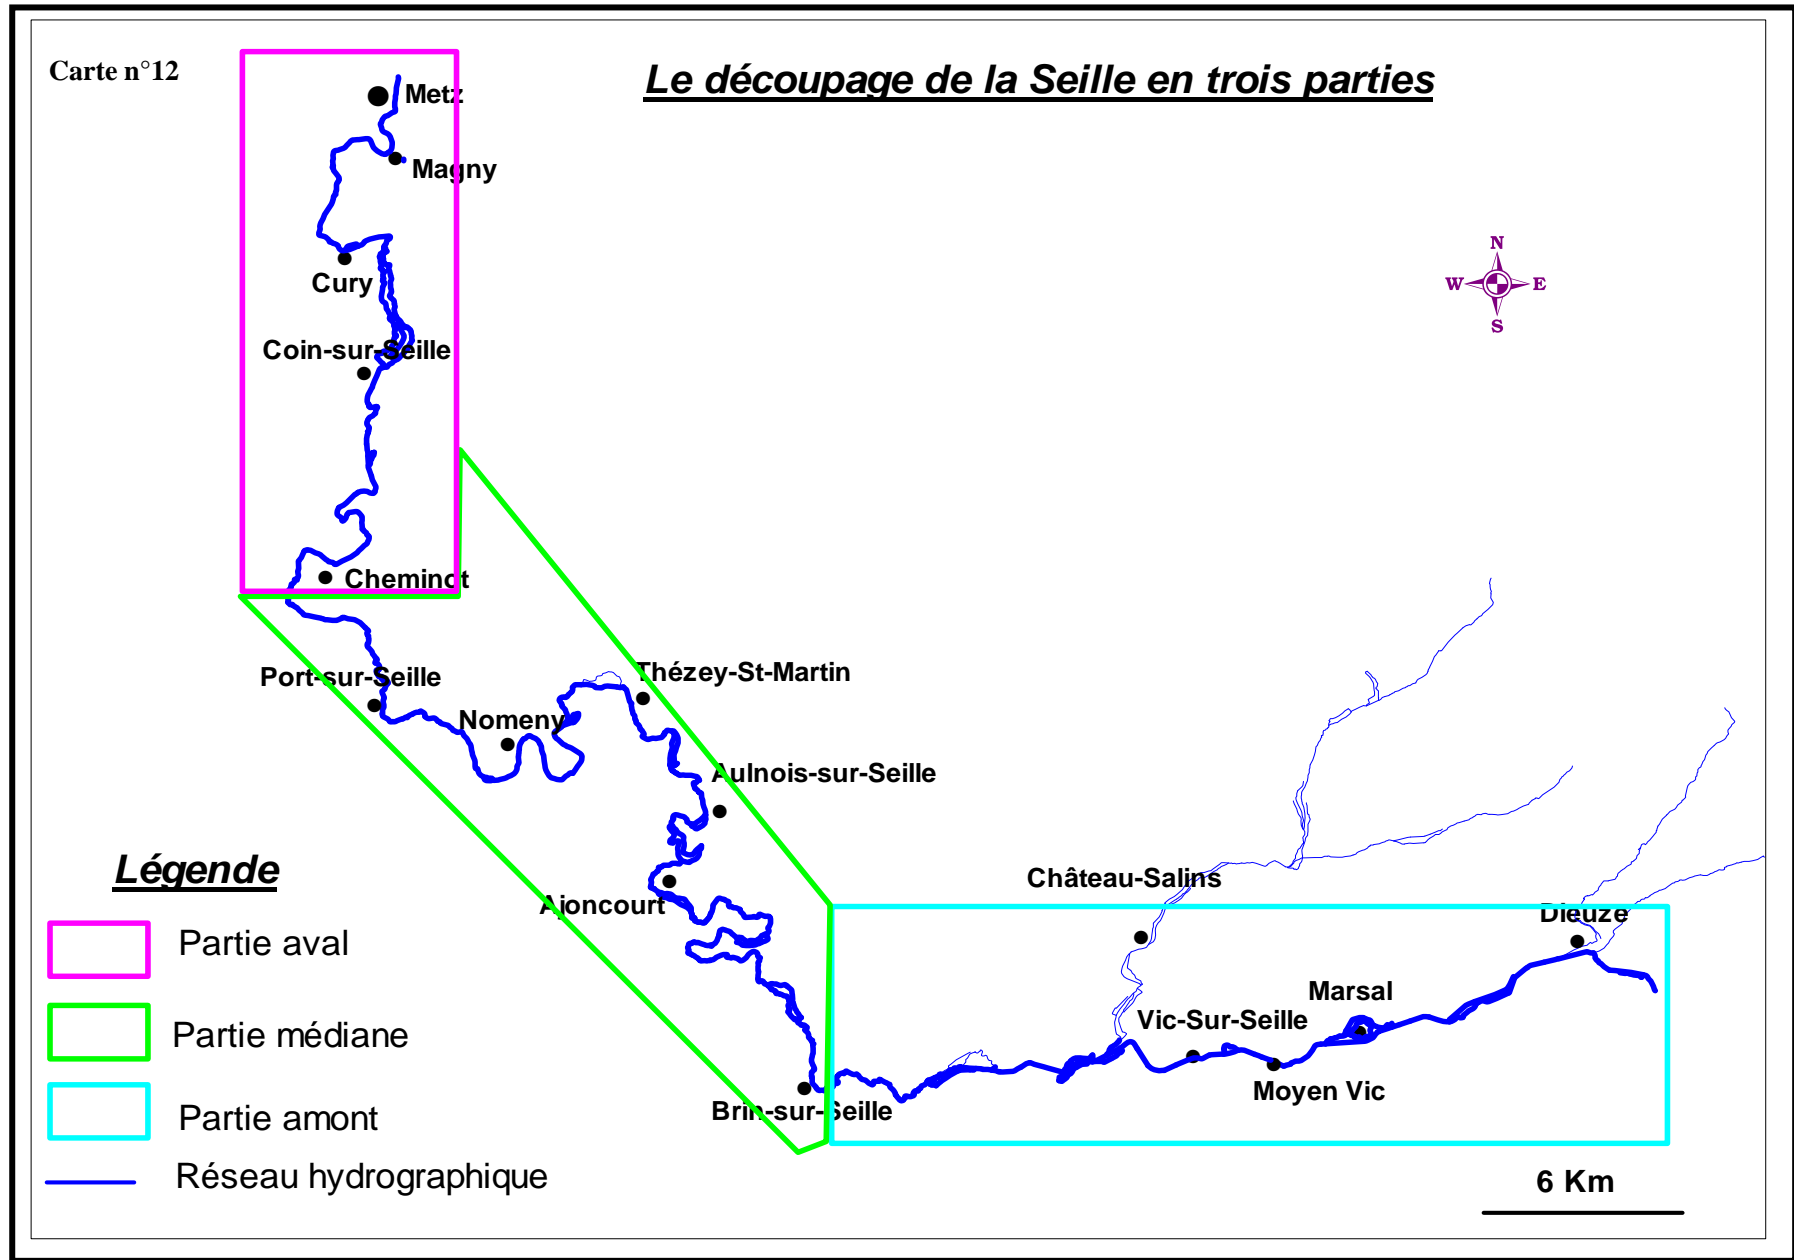 Carte n°12
Le découpage de la Seille en trois parties
Metz
Magny
N
W E
S
Cury
Coin-sur-Seille
Cheminot
Port-sur-Seille
Thézey-St-Martin
Nomeny
Aulnois-sur-Seille
Ajoncourt
Château-Salins
Dieuze
Marsal
Vic-Sur-Seille
Moyen Vic
Brin-sur-Seille
Légende
Partie aval
Partie médiane
Partie amont
Réseau hydrographique
6 Km